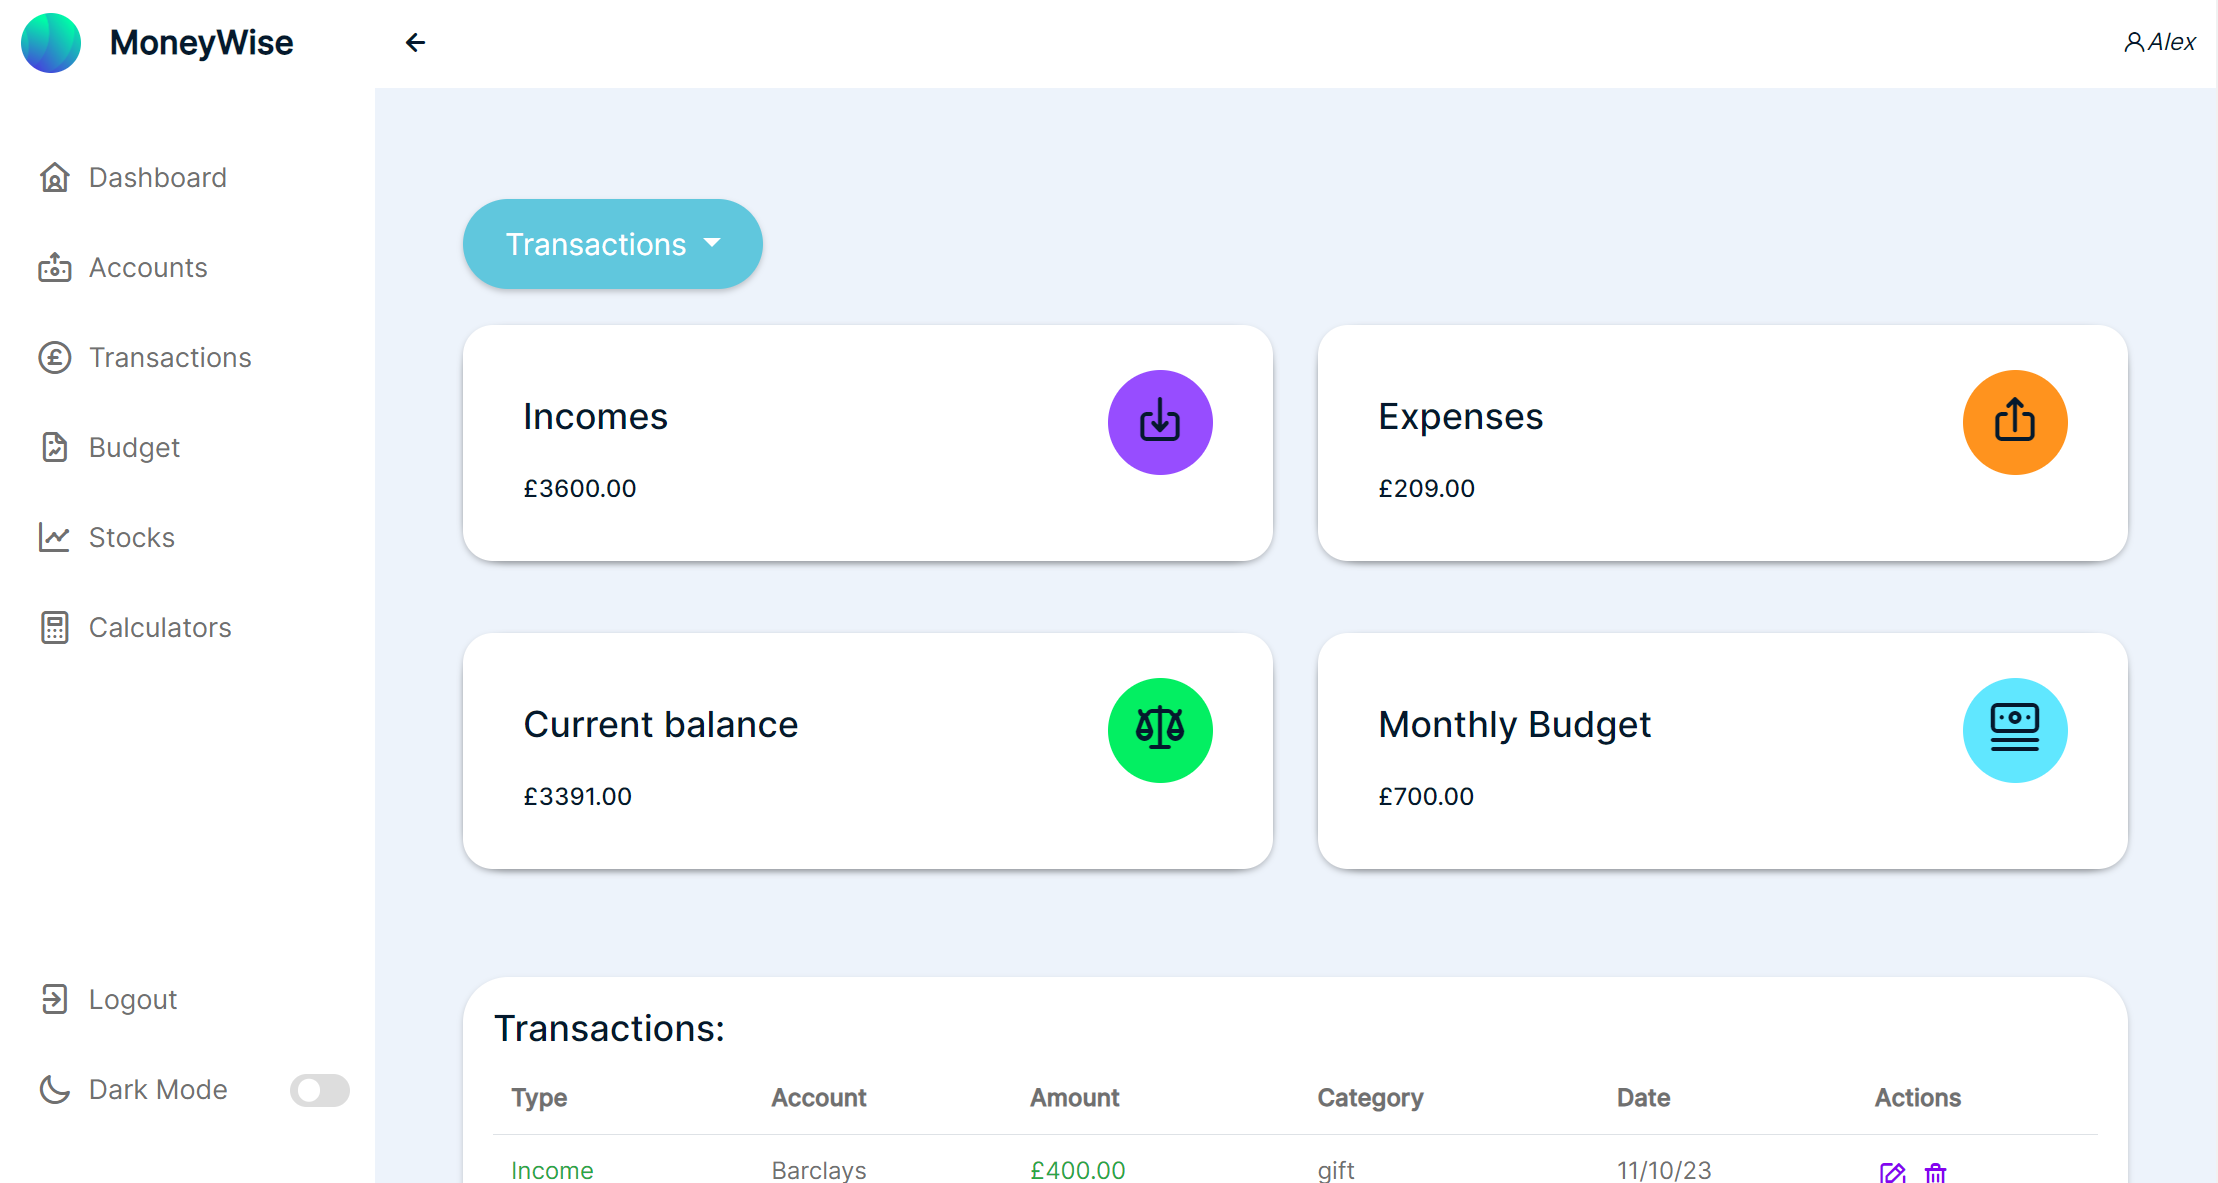 MoneyWise
Alex
Dashboard
Accounts
Transactions
Budget
Stocks
Calculators
Logout
Dark Mode
Transactions
Incomes
£3600.00
Expenses
£209.00
Current balance
£3391.00
Monthly Budget
£700.00
Transactions:
Type Account Amount Category Date Actions
Income Barclays £400.00 gift 11/10/23